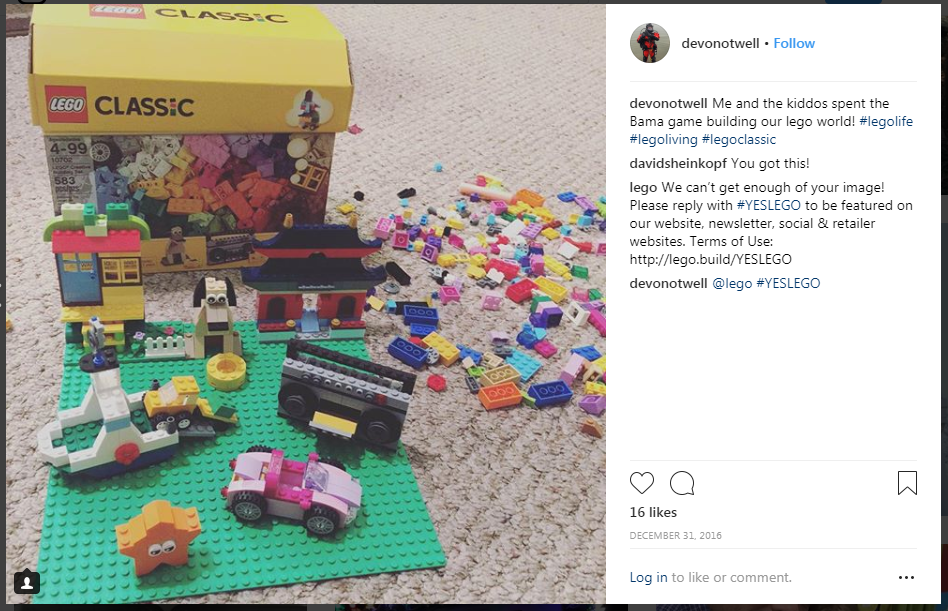 LEGO CLASSIC
LEGO CLASSIC
4-99
10702
583
devonotwell • Follow
devonotwell Me and the kiddos spent the
Bama game building our lego world! #legolife
#legoliving #legoclassic
davidsheinkopf You got this!
lego We can't get enough of your image!
Please reply with #YESLEGO to be featured on
our website, newsletter, social & retailer
websites. Terms of Use:
http://lego.build/YESLEGO
devonotwell @lego #YESLEGO
16 likes
DECEMBER 31, 2016
Log in to like or comment.